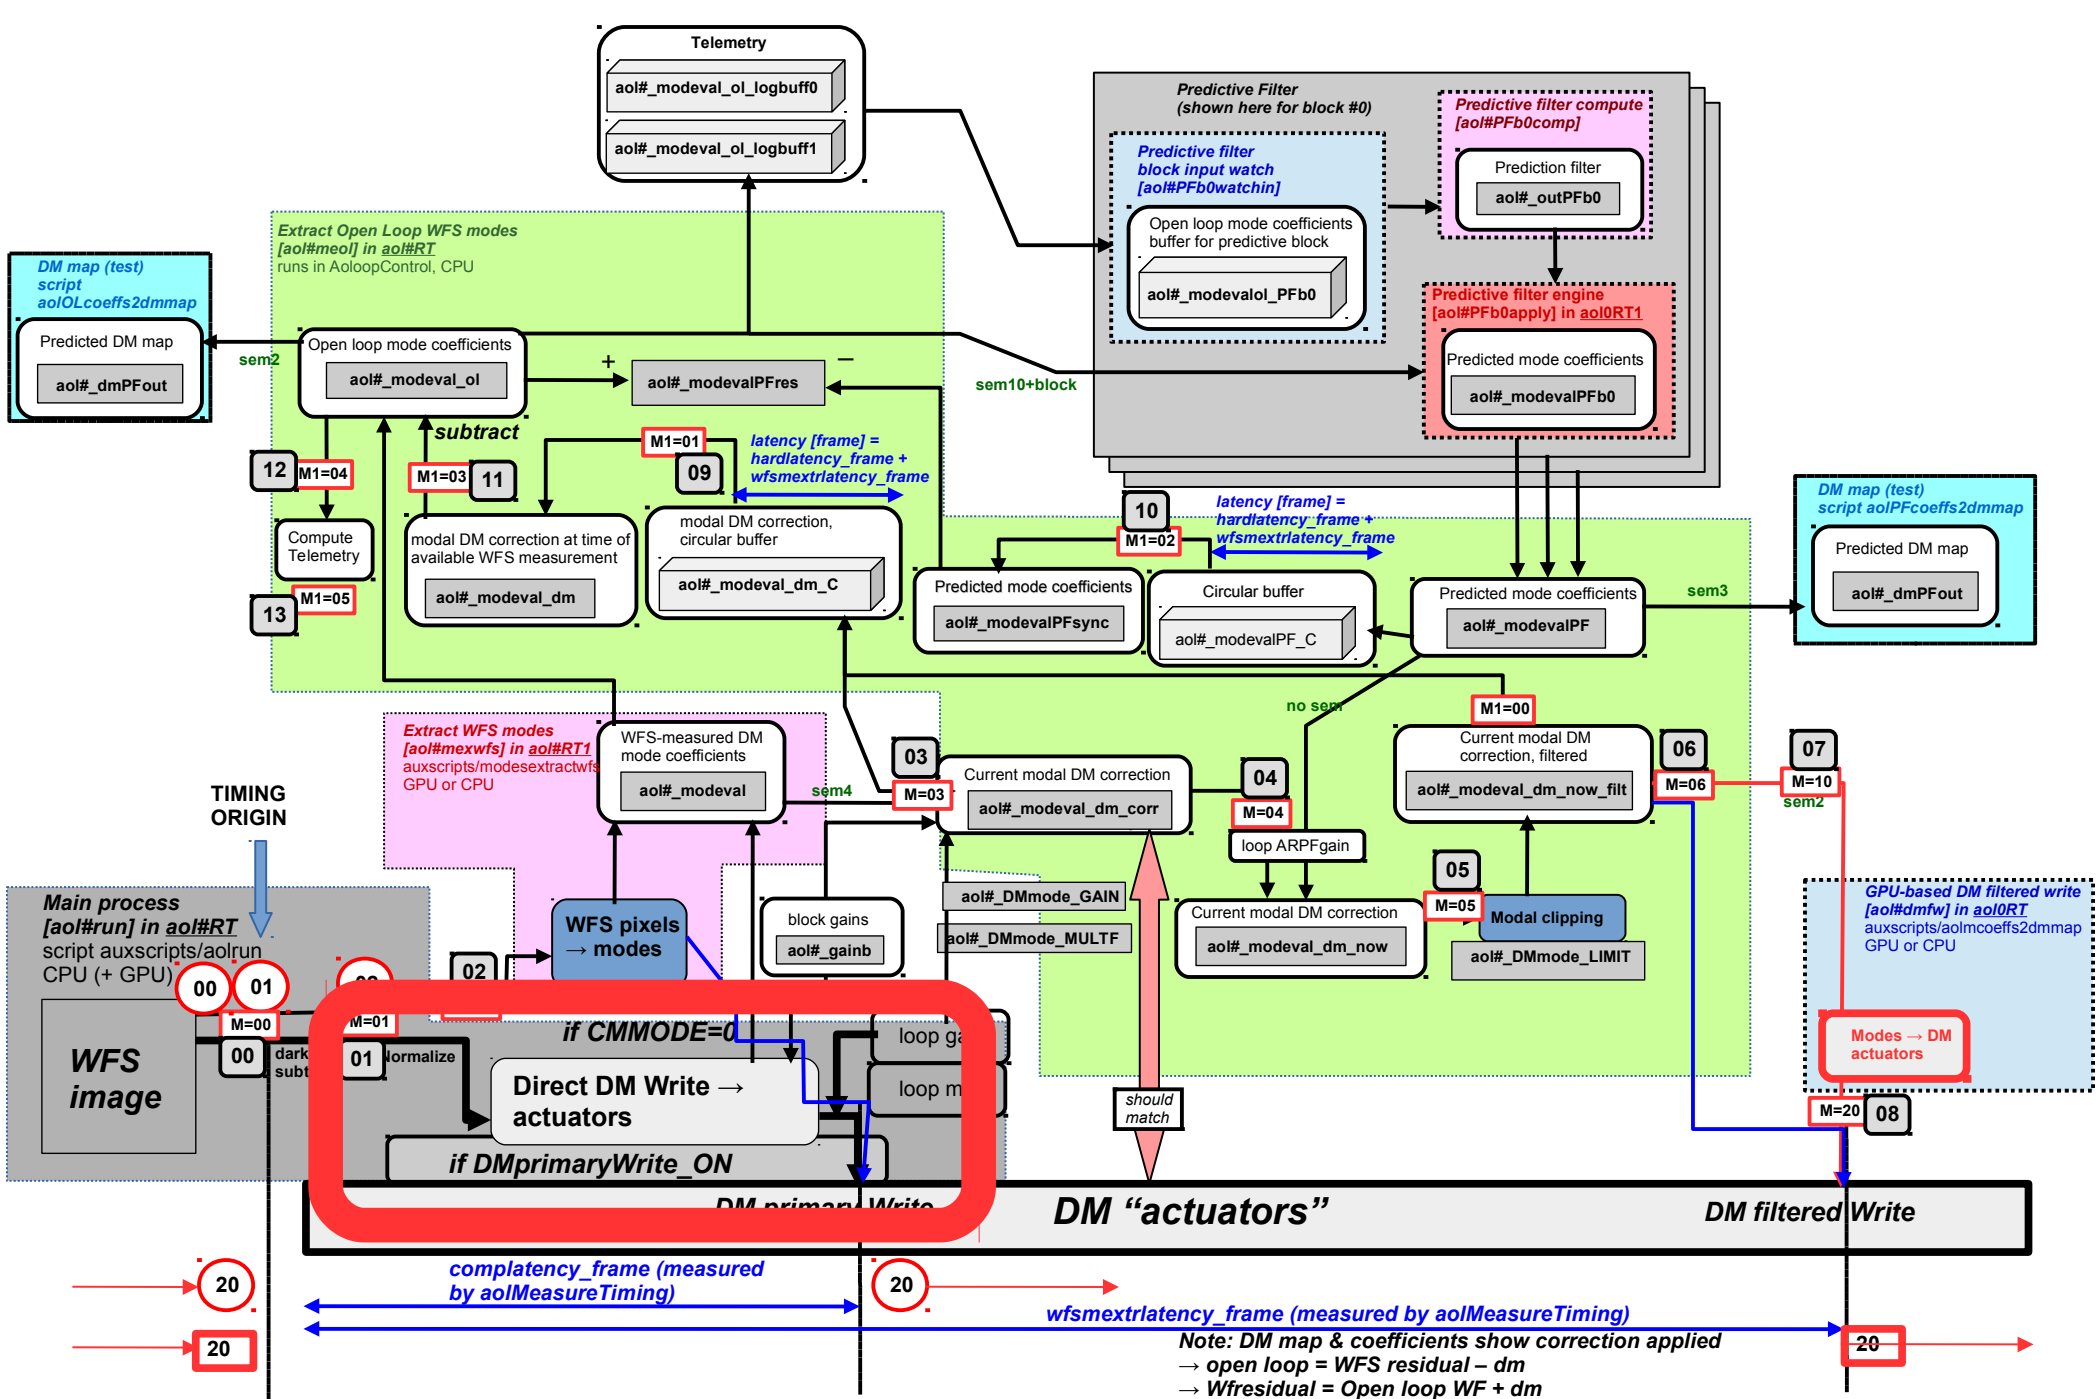 Telemetry
aol#_modeval_ol_logbuff0
aol#_modeval_ol_logbuff1
Predictive Filter
(shown here for block #0)
Predictive filter compute
[aol#PFb0comp]
Prediction filter
aol#_outPFb0
Predictive filter
block input watch
[aol#PFb0watchin]
Open loop mode coefficients
buffer for predictive block
aol#_modevalol_PFb0
Predictive filter engine
[aol#PFb0apply] in aol0RT1
Predicted mode coefficients
aol#_modevalPFb0
Extract Open Loop WFS modes
[aol#meol] in aol#RT
runs in AoloopControl, CPU
DM map (test)
script
aolOLcoeffs2dmmap
Predicted DM map
aol#_dmPFout
sem2
Open loop mode coefficients
aol#_modeval_ol
+
aol#_modevalPFres
–
sem10+block
subtract
12
M1=04
M1=03
11
M1=01
09
latency [frame] =
hardlatency_frame +
wfsmextrlatency_frame
Compute
Telemetry
M1=05
13
modal DM correction at time of
available WFS measurement
aol#_modeval_dm
modal DM correction,
circular buffer
aol#_modeval_dm_C
10
M1=02
latency [frame] =
hardlatency_frame +
wfsmextrlatency_frame
Predicted mode coefficients
aol#_modevalPFsync
Circular buffer
aol#_modevalPF_C
Predicted mode coefficients
aol#_modevalPF
sem3
DM map (test)
script aolPFcoeffs2dmmap
Predicted DM map
aol#_dmPFout
no sem
M1=00
Extract WFS modes
[aol#mexwfs] in aol#RT1
auxscripts/modesextractwfs
GPU or CPU
WFS-measured DM
mode coefficients
aol#_modeval
sem4
03
M=03
Current modal DM correction
aol#_modeval_dm_corr
04
M=04
loop ARPFgain
Current modal DM
correction, filtered
aol#_modeval_dm_now_filt
06
M=06
07
M=10
sem2
TIMING
ORIGIN
Main process
[aol#run] in aol#RT
script auxscripts/aolrun
CPU (+ GPU)
00
01
WFS pixels
→ modes
02
block gains
aol#_gainb
aol#_DMmode_GAIN
aol#_DMmode_MULTF
Current modal DM correction
aol#_modeval_dm_now
05
M=05
Modal clipping
aol#_DMmode_LIMIT
GPU-based DM filtered write
[aol#dmfw] in aol0RT
auxscripts/aolmcoeffs2dmmap
GPU or CPU
Modes → DM
actuators
M=20
08
WFS
image
M=00
00
dark
subt
M=01
01
Normalize
if CMMODE=0
Direct DM Write →
actuators
loop ga
loop m
if DMprimaryWrite_ON
should
match
DM primary Write
DM “actuators”
DM filtered Write
20
complatency_frame (measured
by aolMeasureTiming)
20
wfsmextrlatency_frame (measured by aolMeasureTiming)
20
20
Note: DM map & coefficients show correction applied
→ open loop = WFS residual – dm
→ Wfresidual = Open loop WF + dm